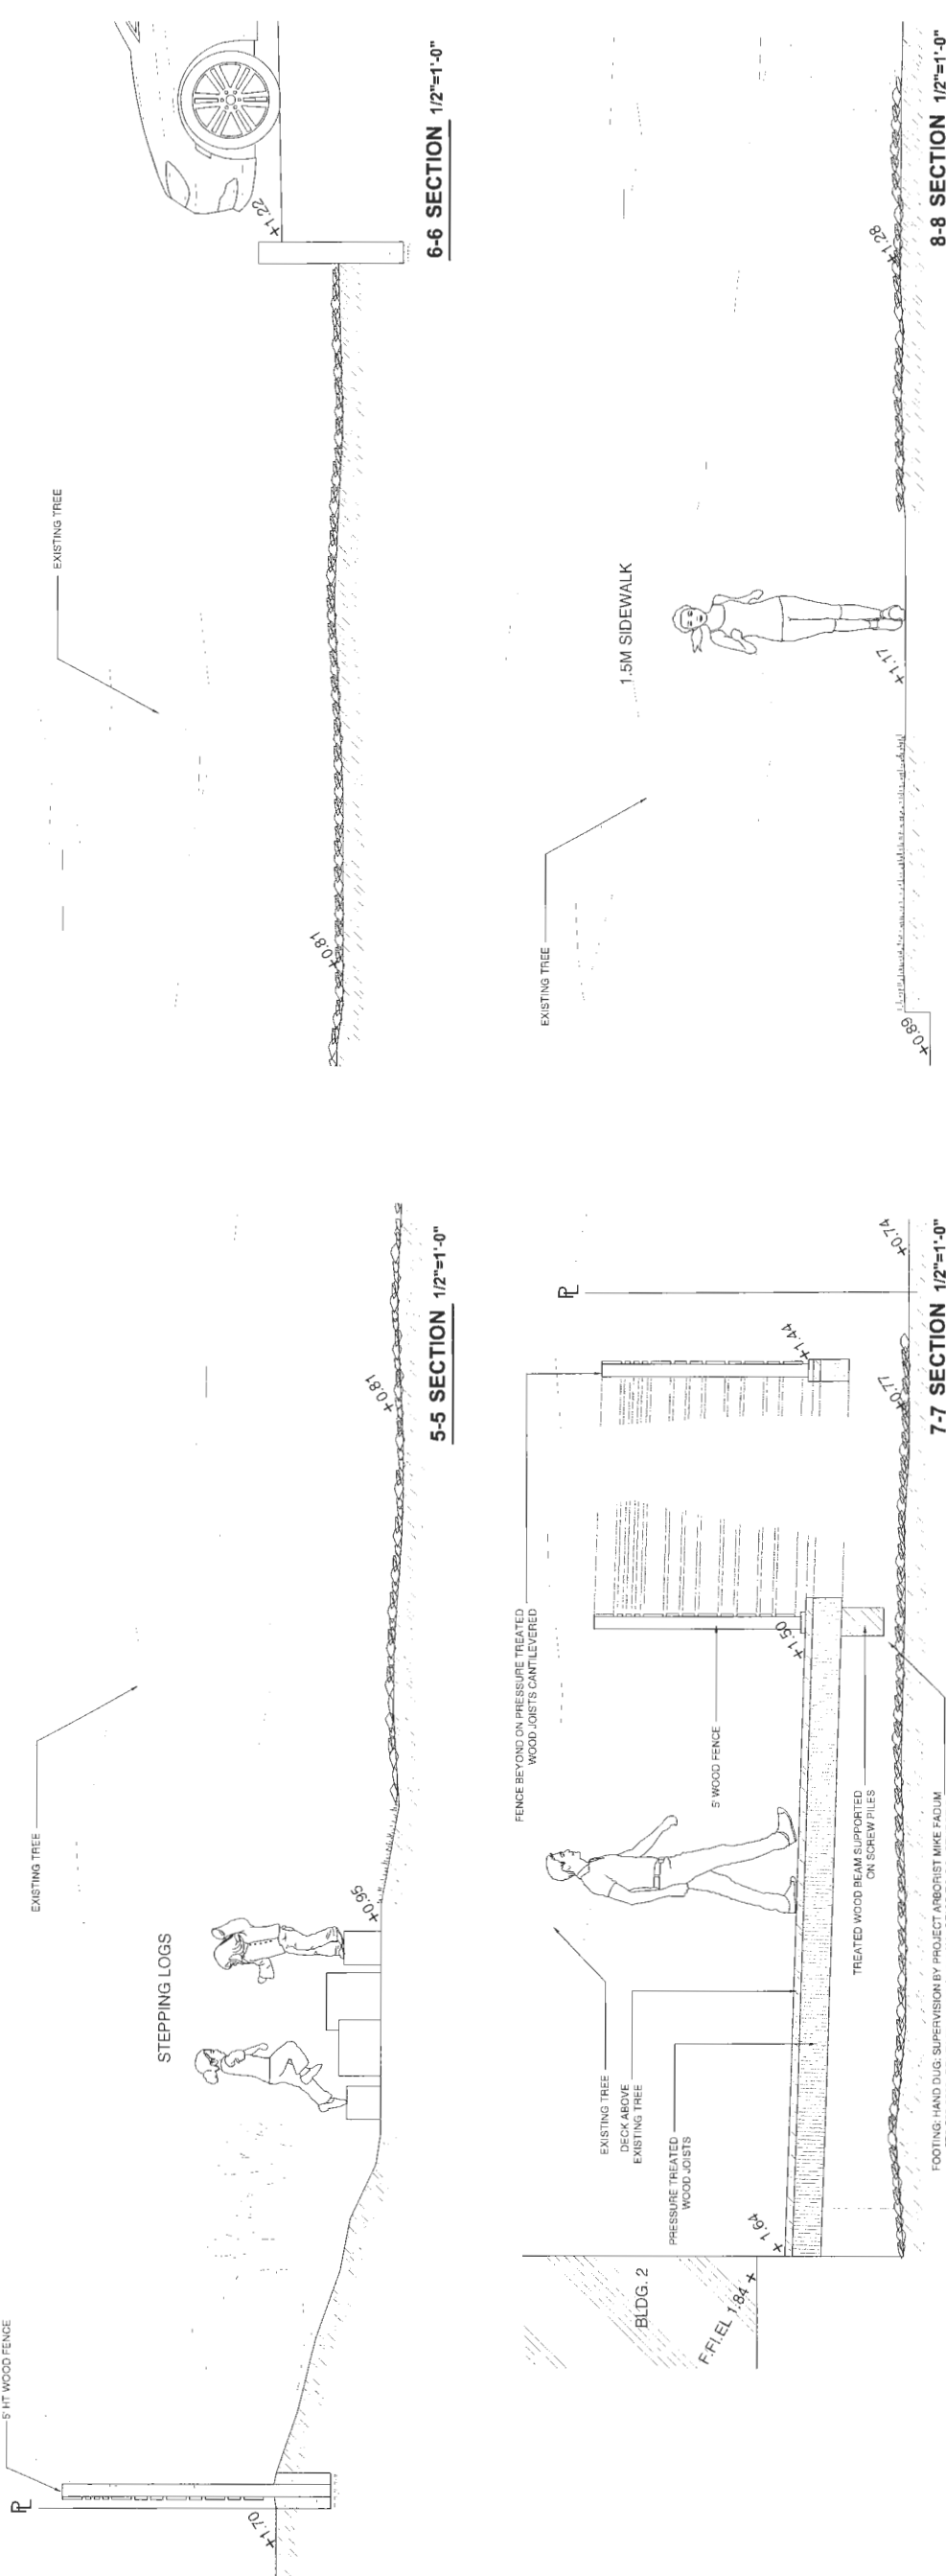 5' HT WOOD FENCE
PL
+1.70
STEPPING LOGS
+0.95
EXISTING TREE
+0.81
5-5 SECTION 1/2"=1'-0"
+0.81
EXISTING TREE
+1.22
6-6 SECTION 1/2"=1'-0"
BLDG. 2
F.FI.EL 1.84
+1.64
PRESSURE TREATED
WOOD JOISTS
DECK ABOVE
EXISTING TREE
EXISTING TREE
FENCE BEYOND ON PRESSURE TREATED
WOOD JOISTS CANTILEVERED
5' WOOD FENCE
+1.50
TREATED WOOD BEAM SUPPORTED
ON SCREW PILES
FOOTING: HAND DUG: SUPERVISION BY PROJECT ARBORIST MIKE FADUM
PL
+1.44
+0.77
+0.74
7-7 SECTION 1/2"=1'-0"
+0.89
EXISTING TREE
1.5M SIDEWALK
+1.17
+1.28
8-8 SECTION 1/2"=1'-0"